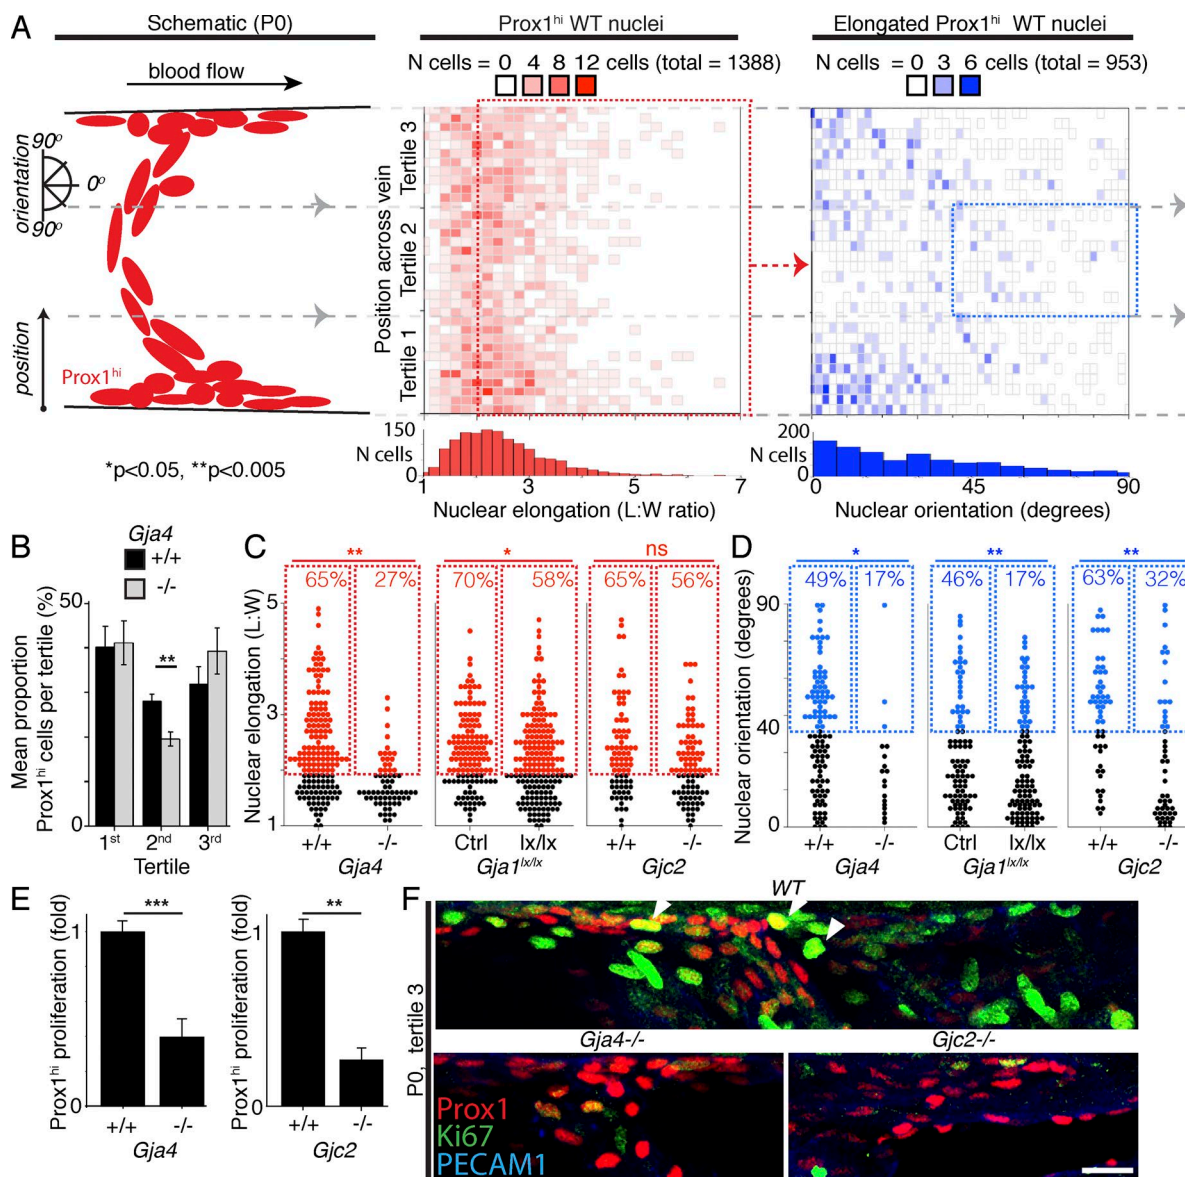 A
Schematic (P0)
blood flow
90º
orientation
0º
90º
position
Prox1hi
*p<0.05, **p<0.005
Prox1hi WT nuclei
N cells = 0 4 8 12 cells (total = 1388)
Position across vein
Tertile 3
Tertile 2
Tertile 1
150
N cells
0
1 3 5 7
Nuclear elongation (L:W ratio)
Elongated Prox1hi WT nuclei
N cells = 0 3 6 cells (total = 953)
200
N cells
0
0 45 90
Nuclear orientation (degrees)
B
Gja4
+/+
-/-
Mean proportion
Prox1hi cells per tertile (%)
50
0
**
1st 2nd 3rd
Tertile
C
Nuclear elongation (L:W)
5
3
1
** * ns
65% 27% 70% 58% 65% 56%
+/+ -/- Ctrl lx/lx +/+ -/-
Gja4 Gja1lx/lx Gjc2
D
Nuclear orientation (degrees)
90
40
0
* ** **
49% 17% 46% 17% 63% 32%
+/+ -/- Ctrl lx/lx +/+ -/-
Gja4 Gja1lx/lx Gjc2
E
Prox1hi proliferation (fold)
1
0
***
+/+ -/-
Gja4
Prox1hi proliferation (fold)
1
0
**
+/+ -/-
Gjc2
F
P0, tertile 3
WT
Gja4-/- Gjc2-/-
Prox1
Ki67
PECAM1